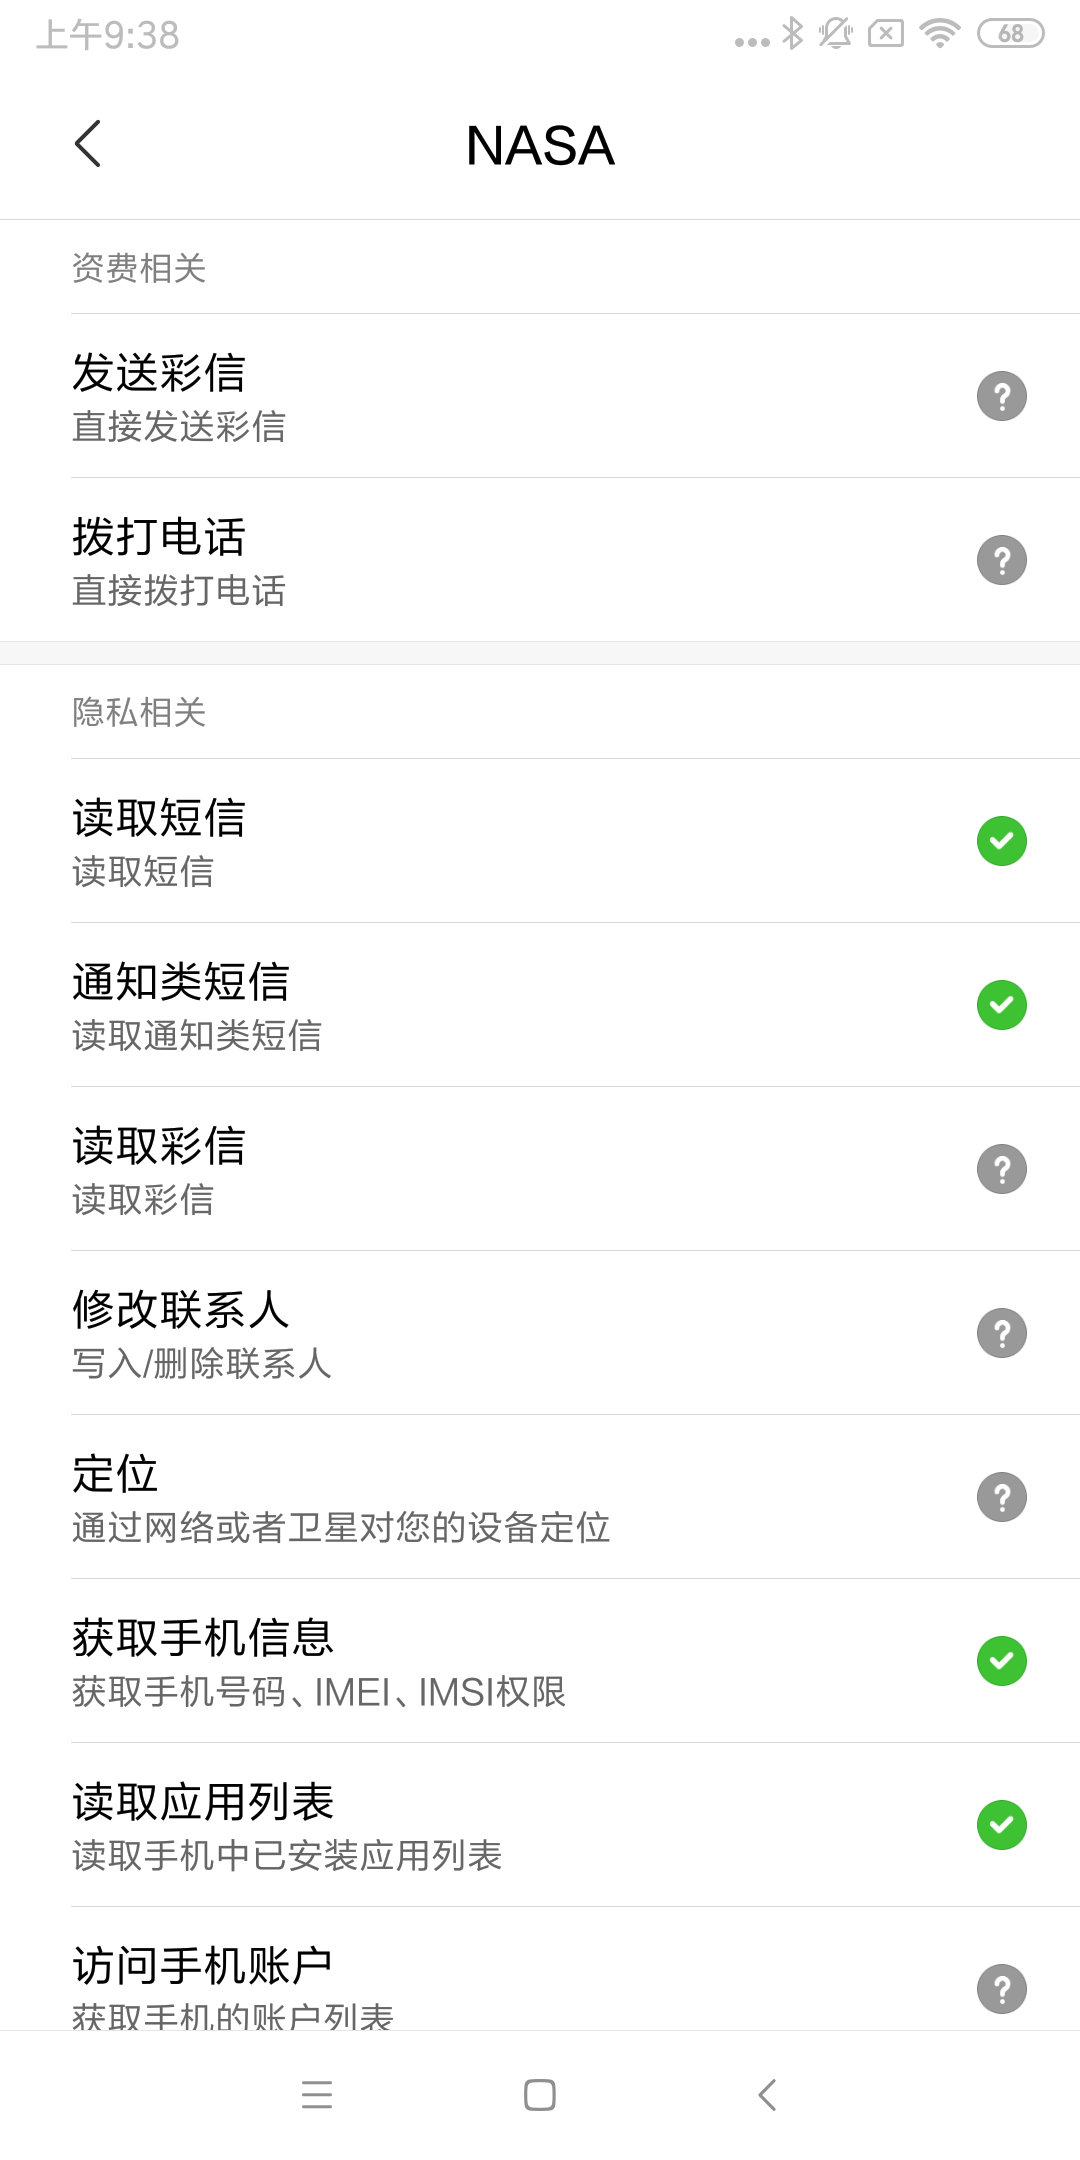 上午9:38
68
NASA
资费相关
发送彩信
直接发送彩信
拨打电话
直接拨打电话
隐私相关
读取短信
读取短信
通知类短信
读取通知类短信
读取彩信
读取彩信
修改联系人
写入/删除联系人
定位
通过网络或者卫星对您的设备定位
获取手机信息
获取手机号码、IMEI、IMSI权限
读取应用列表
读取手机中已安装应用列表
访问手机账户
获取手机的账户列表